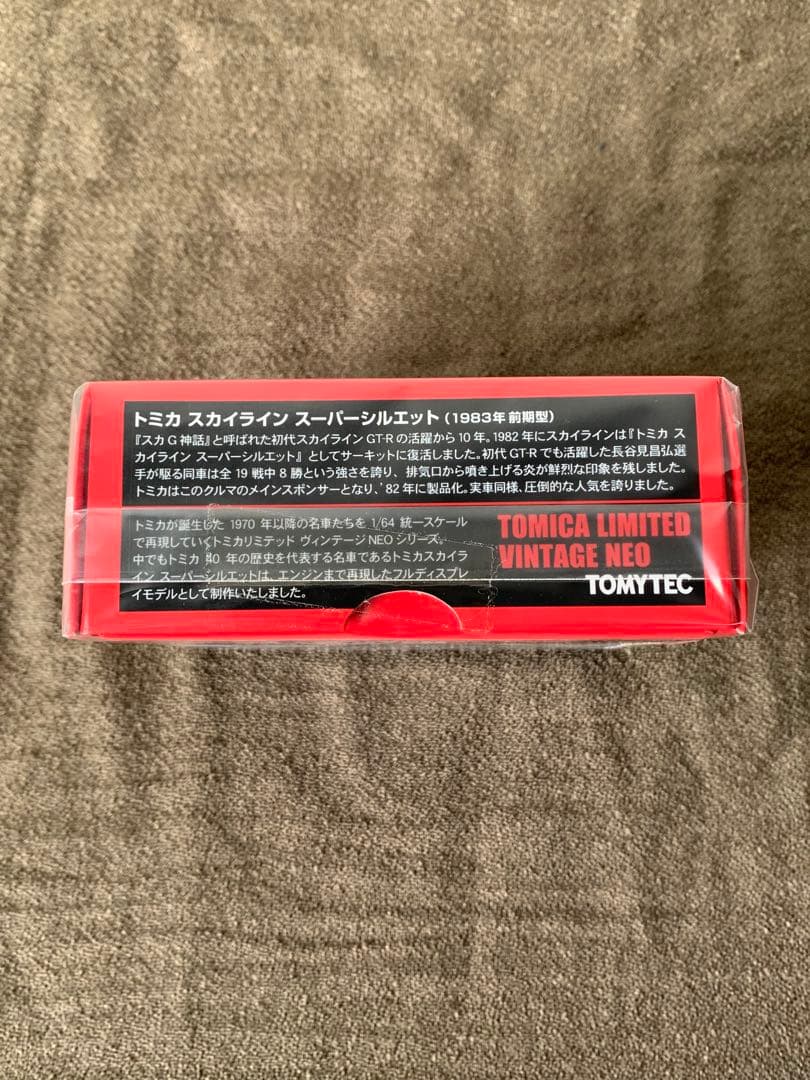 トミカ スカイライン スーパーシルエット（1983年 前期型）
『スカG神話』と呼ばれた初代スカイラインGT-Rの活躍から10年。1982年にスカイラインは『トミカ ス
カイライン スーパーシルエット』としてサーキットに復活しました。初代GT-Rでも活躍した長谷見昌弘選
手が駆る同車は全19戦中8勝という強さを誇り、排気口から噴き上げる炎が鮮烈な印象を残しました。
トミカはこのクルマのメインスポンサーとなり、'82年に製品化。実車同様、圧倒的な人気を誇りました。
トミカが誕生した1970年以降の名車たちを1/64統一スケール
で再現していくトミカリミテッド ヴィンテージNEOシリーズ。
中でもトミカ40年の歴史を代表する名車であるトミカスカイラ
イン スーパーシルエットは、エンジンまで再現したフルディスプレ
イモデルとして制作いたしました。
TOMICA LIMITED
VINTAGE NEO
TOMYTEC